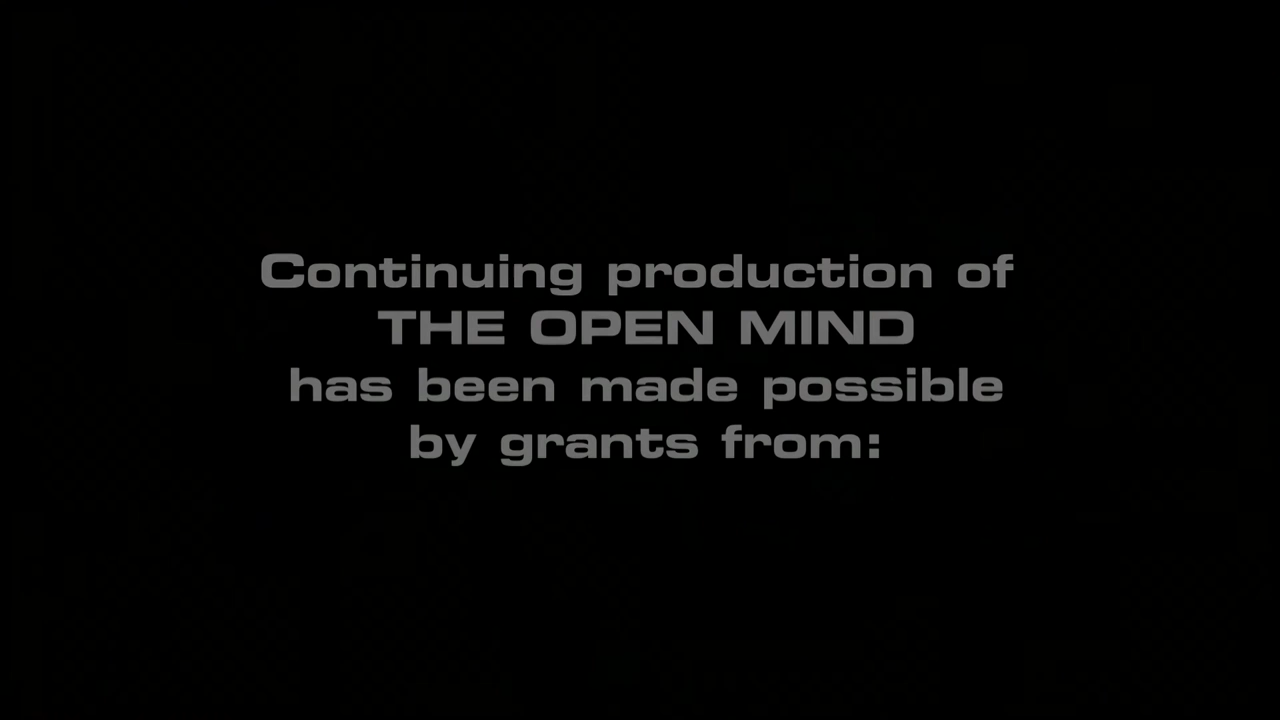 Continuing production of
THE OPEN MIND
has been made possible
by grants from: